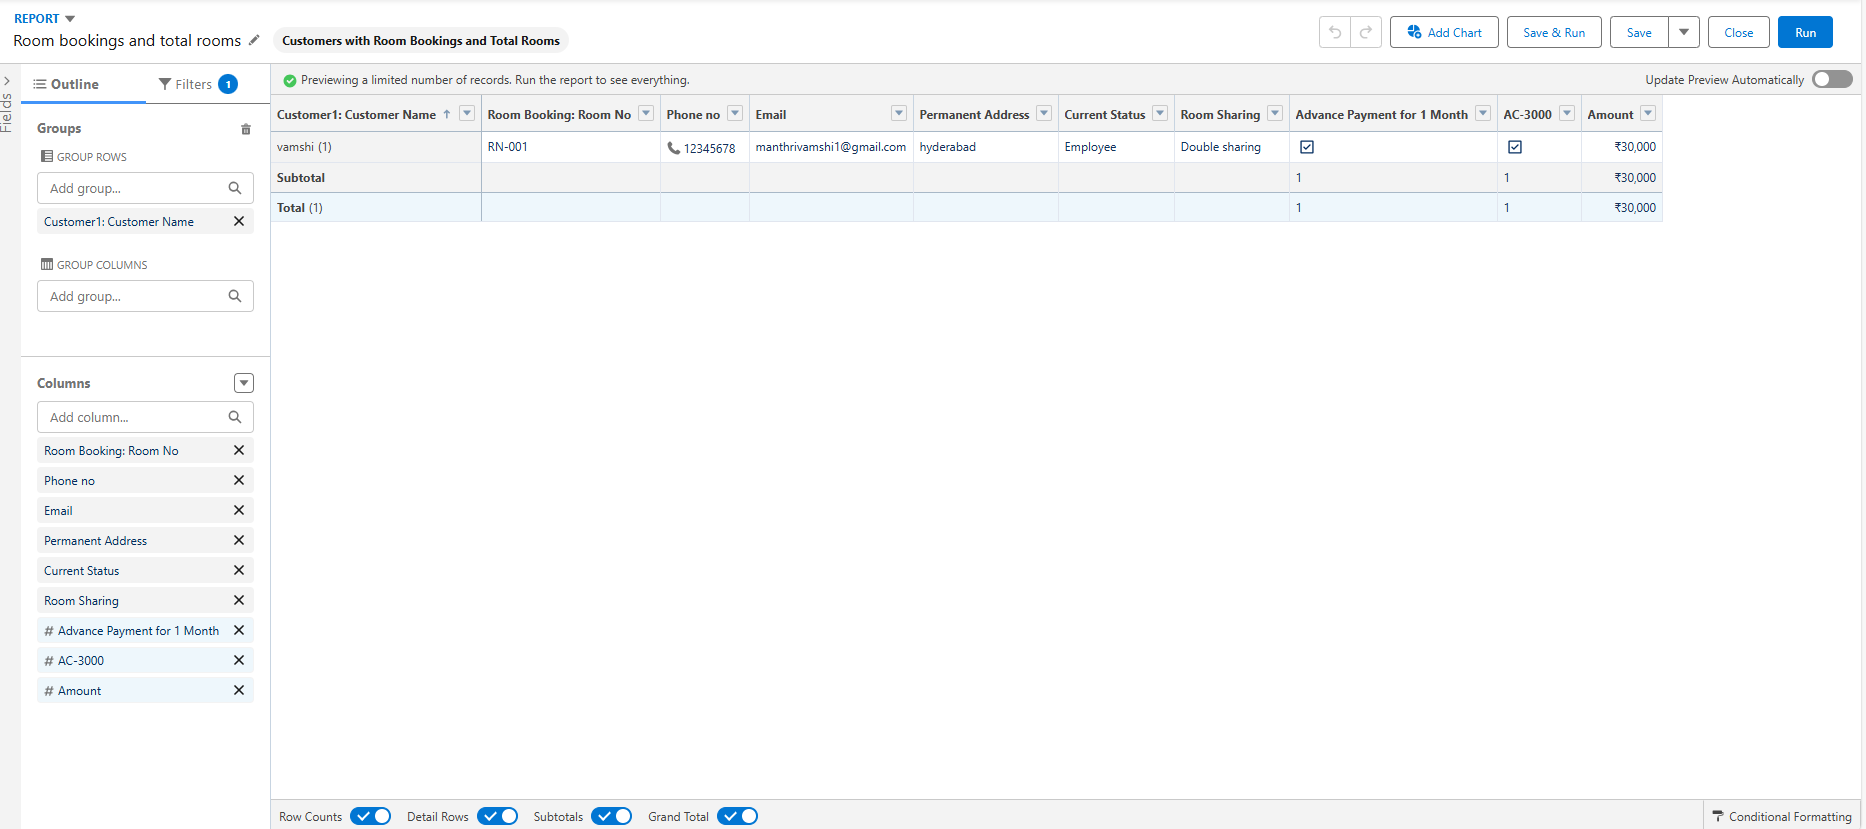 REPORT
Room bookings and total rooms
Customers with Room Bookings and Total Rooms
Add Chart
Save & Run
Save
Close
Run
Fields
Outline
Filters 1
Previewing a limited number of records. Run the report to see everything.
Update Preview Automatically
Groups
GROUP ROWS
Add group...
Customer1: Customer Name
GROUP COLUMNS
Add group...
Columns
Add column...
Room Booking: Room No
Phone no
Email
Permanent Address
Current Status
Room Sharing
# Advance Payment for 1 Month
# AC-3000
# Amount
Customer1: Customer Name ↑ Room Booking: Room No Phone no Email Permanent Address Current Status Room Sharing Advance Payment for 1 Month AC-3000 Amount
vamshi (1) RN-001 12345678 manthrivamshi1@gmail.com hyderabad Employee Double sharing ₹30,000
Subtotal 1 1 ₹30,000
Total (1) 1 1 ₹30,000
Row Counts Detail Rows Subtotals Grand Total
Conditional Formatting